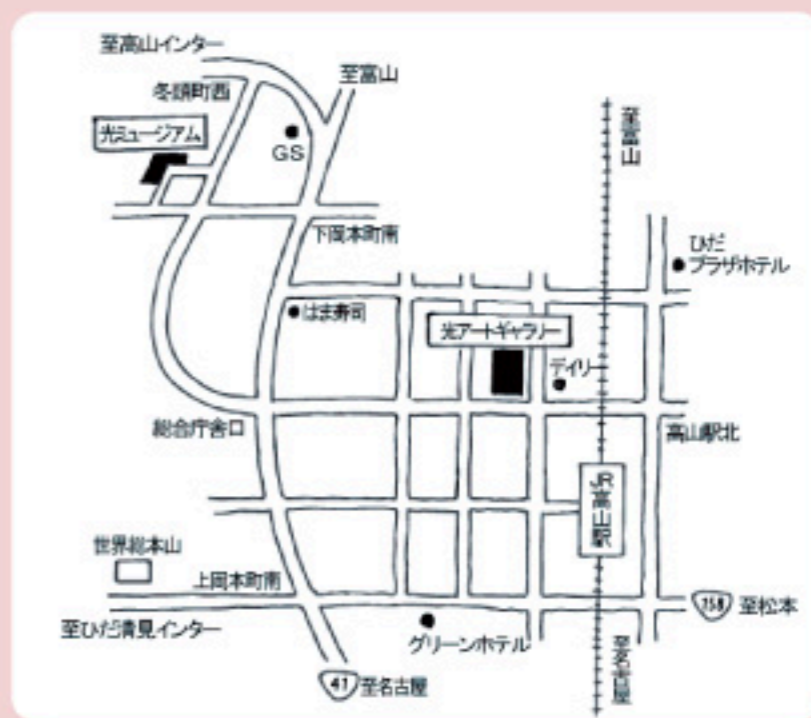 至高山インター
至富山
冬頭町西
光ミュージアム
GS
至富山
下岡本町南
ひだ
プラザホテル
はま寿司
光アートギャラリー
デイリー
総合庁舎口
高山駅北
JR高山駅
世界総本山
上岡本町南
158 至松本
至ひだ清見インター
グリーンホテル
至名古屋
41 至名古屋